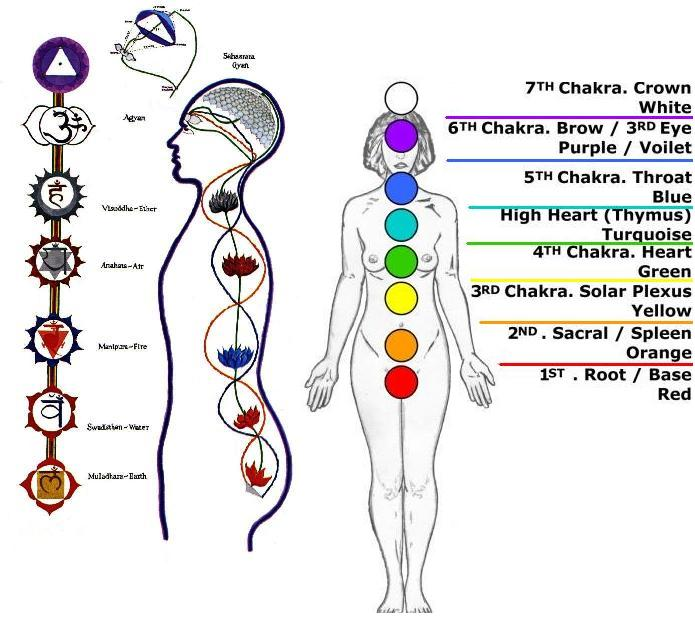 Sahasrara
Gyan
Agyan
Visuddha-Ether
Anahata-Air
Manipura-Fire
Swadisthan-Water
Muladhara-Earth
7TH Chakra. Crown
White
6TH Chakra. Brow / 3RD Eye
Purple / Voilet
5TH Chakra. Throat
Blue
High Heart (Thymus)
Turquoise
4TH Chakra. Heart
Green
3RD Chakra. Solar Plexus
Yellow
2ND . Sacral / Spleen
Orange
1ST . Root / Base
Red